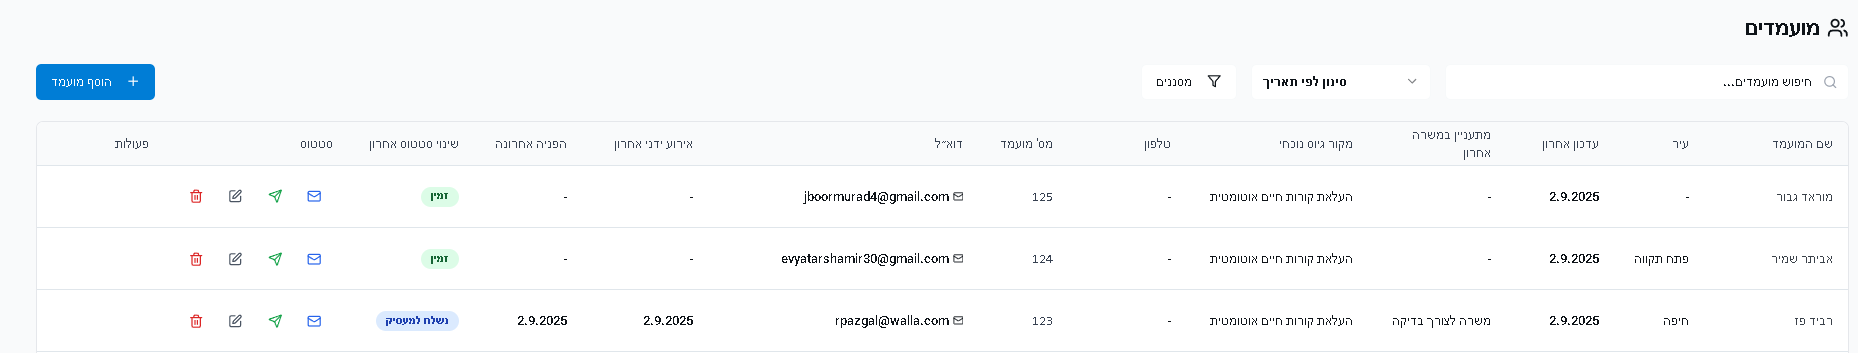 מועמדים
חיפוש מועמדים...
סינון לפי תאריך
מסננים
הוסף מועמד
שם המועמד עיר עדכון אחרון מתעניין במשרה אחרון מקור גיוס נוכחי טלפון מס' מועמד דוא״ל אירוע ידני אחרון הפניה אחרונה שינוי סטטוס אחרון סטטוס פעולות
מוראד גבור - 2.9.2025 - העלאת קורות חיים אוטומטית - 125 jboormurad4@gmail.com - - זמין
אביתר שמיר פתח תקווה 2.9.2025 - העלאת קורות חיים אוטומטית - 124 evyatarshamir30@gmail.com - - זמין
רביד פז חיפה 2.9.2025 משרה לצורך בדיקה העלאת קורות חיים אוטומטית - 123 rpazgal@walla.com 2.9.2025 2.9.2025 נשלח למעסיק